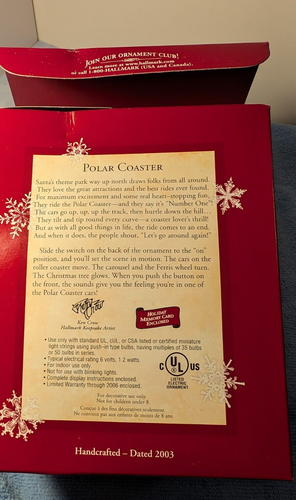 JOIN OUR ORNAMENT CLUB!
Learn more at www.hallmark.com
or call 1-800-HALLMARK (USA and Canada).
POLAR COASTER
Santa's theme park way up north draws folks from all around.
They love the great attractions and the best rides ever found.
For maximum excitement and some real heart-stopping fun,
They ride the Polar Coaster—and they say it's "Number One"!
The cars go up, up, up the track, then hurtle down the hill...
They tilt and tip round every curve—a coaster lover's thrill!
But as with all good things in life, the ride comes to an end.
And when it does, the people shout, "Let's go around again!"
Slide the switch on the back of the ornament to the "on"
position, and you'll set the scene in motion. The cars on the
roller coaster move. The carousel and the Ferris wheel turn.
The Christmas tree glows. When you push the button on
the front, the sounds give you the feeling you're in one of
the Polar Coaster cars!
Ken Crow
Hallmark Keepsake Artist
HOLIDAY
MEMORY CARD
ENCLOSED
• Use only with standard UL, cUL, or CSA listed or certified miniature
light strings using push-in type bulbs, having multiples of 35 bulbs
or 50 bulbs in series.
• Typical electrical rating 6 volts, 1.2 watts.
• For indoor use only.
• Not for use with blinking lights.
• Complete display instructions enclosed.
• Limited Warranty through 2006 enclosed.
C UL US
LISTED
ELECTRIC
ORNAMENT
For decorative use only.
Not for children under 8.
Conçue à des fins décoratives seulement.
Ne convient pas aux enfants de moins de 8 ans.
Handcrafted – Dated 2003